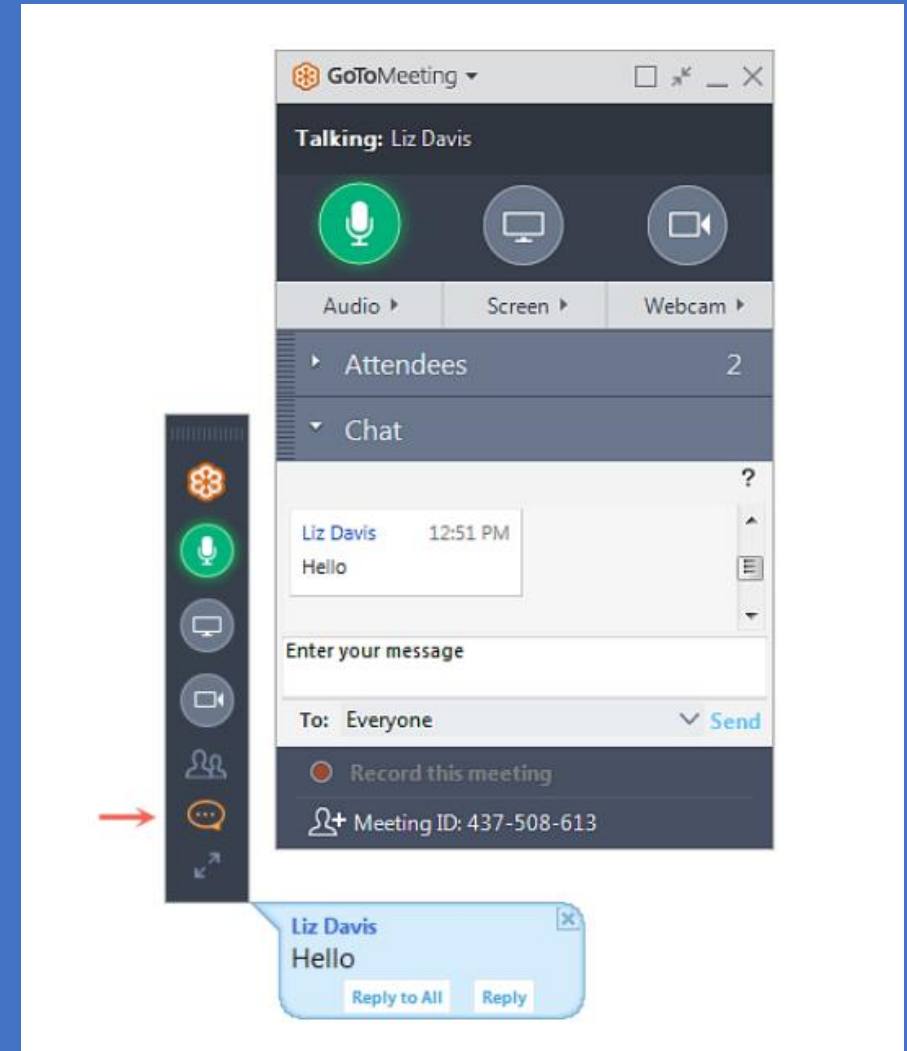 GoToMeeting
Talking: Liz Davis
Audio
Screen
Webcam
Attendees 2
Chat
?
Liz Davis 12:51 PM
Hello
Enter your message
To: Everyone Send
Record this meeting
Meeting ID: 437-508-613
Liz Davis
Hello
Reply to All Reply